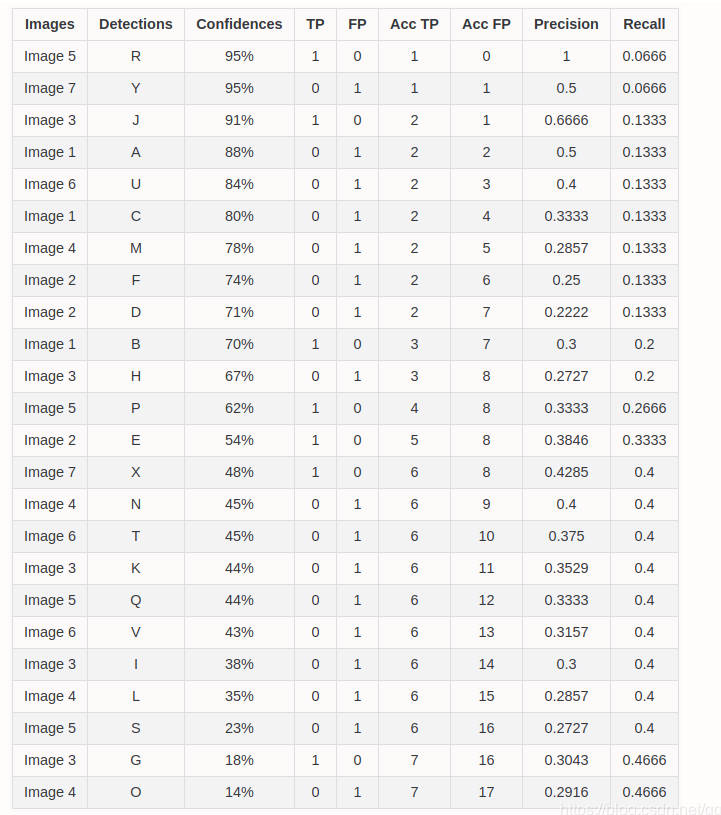 Images Detections Confidences TP FP Acc TP Acc FP Precision Recall
Image 5 R 95% 1 0 1 0 1 0.0666
Image 7 Y 95% 0 1 1 1 0.5 0.0666
Image 3 J 91% 1 0 2 1 0.6666 0.1333
Image 1 A 88% 0 1 2 2 0.5 0.1333
Image 6 U 84% 0 1 2 3 0.4 0.1333
Image 1 C 80% 0 1 2 4 0.3333 0.1333
Image 4 M 78% 0 1 2 5 0.2857 0.1333
Image 2 F 74% 0 1 2 6 0.25 0.1333
Image 2 D 71% 0 1 2 7 0.2222 0.1333
Image 1 B 70% 1 0 3 7 0.3 0.2
Image 3 H 67% 0 1 3 8 0.2727 0.2
Image 5 P 62% 1 0 4 8 0.3333 0.2666
Image 2 E 54% 1 0 5 8 0.3846 0.3333
Image 7 X 48% 1 0 6 8 0.4285 0.4
Image 4 N 45% 0 1 6 9 0.4 0.4
Image 6 T 45% 0 1 6 10 0.375 0.4
Image 3 K 44% 0 1 6 11 0.3529 0.4
Image 5 Q 44% 0 1 6 12 0.3333 0.4
Image 6 V 43% 0 1 6 13 0.3157 0.4
Image 3 I 38% 0 1 6 14 0.3 0.4
Image 4 L 35% 0 1 6 15 0.2857 0.4
Image 5 S 23% 0 1 6 16 0.2727 0.4
Image 3 G 18% 1 0 7 16 0.3043 0.4666
Image 4 O 14% 0 1 7 17 0.2916 0.4666